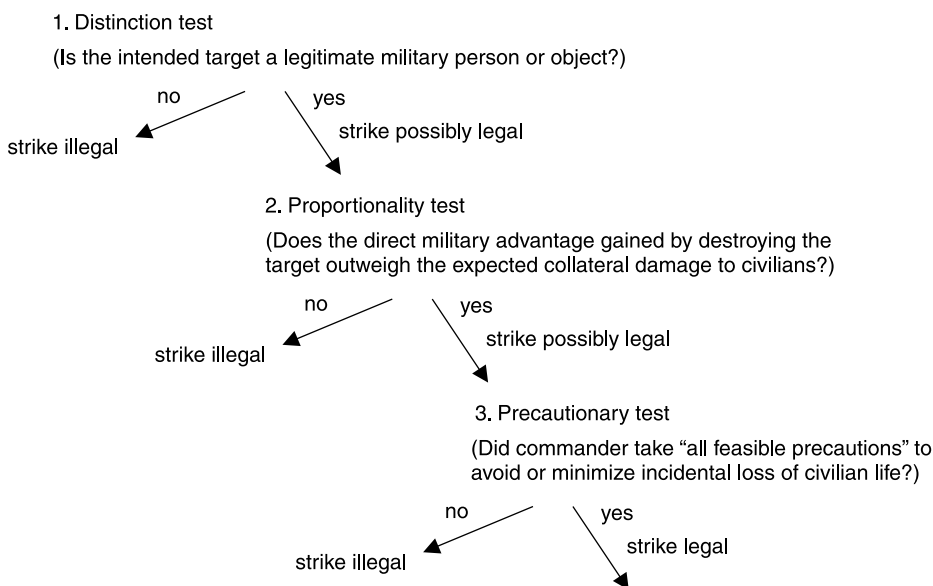 1. Distinction test
(Is the intended target a legitimate military person or object?)
no
yes
strike possibly legal
strike illegal
2. Proportionality test
(Does the direct military advantage gained by destroying the
target outweigh the expected collateral damage to civilians?)
no
yes
strike possibly legal
strike illegal
3. Precautionary test
(Did commander take “all feasible precautions” to
avoid or minimize incidental loss of civilian life?)
no
yes
strike legal
strike illegal